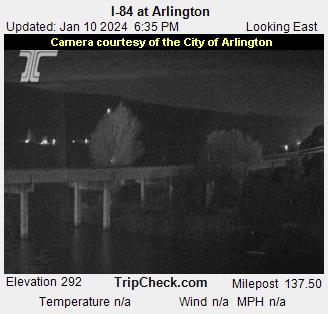 I-84 at Arlington
Updated: Jan 10 2024 6:35 PM Looking East
Camera courtesy of the City of Arlington
Elevation 292 TripCheck.com Milepost 137.50
Temperature n/a Wind n/a MPH n/a